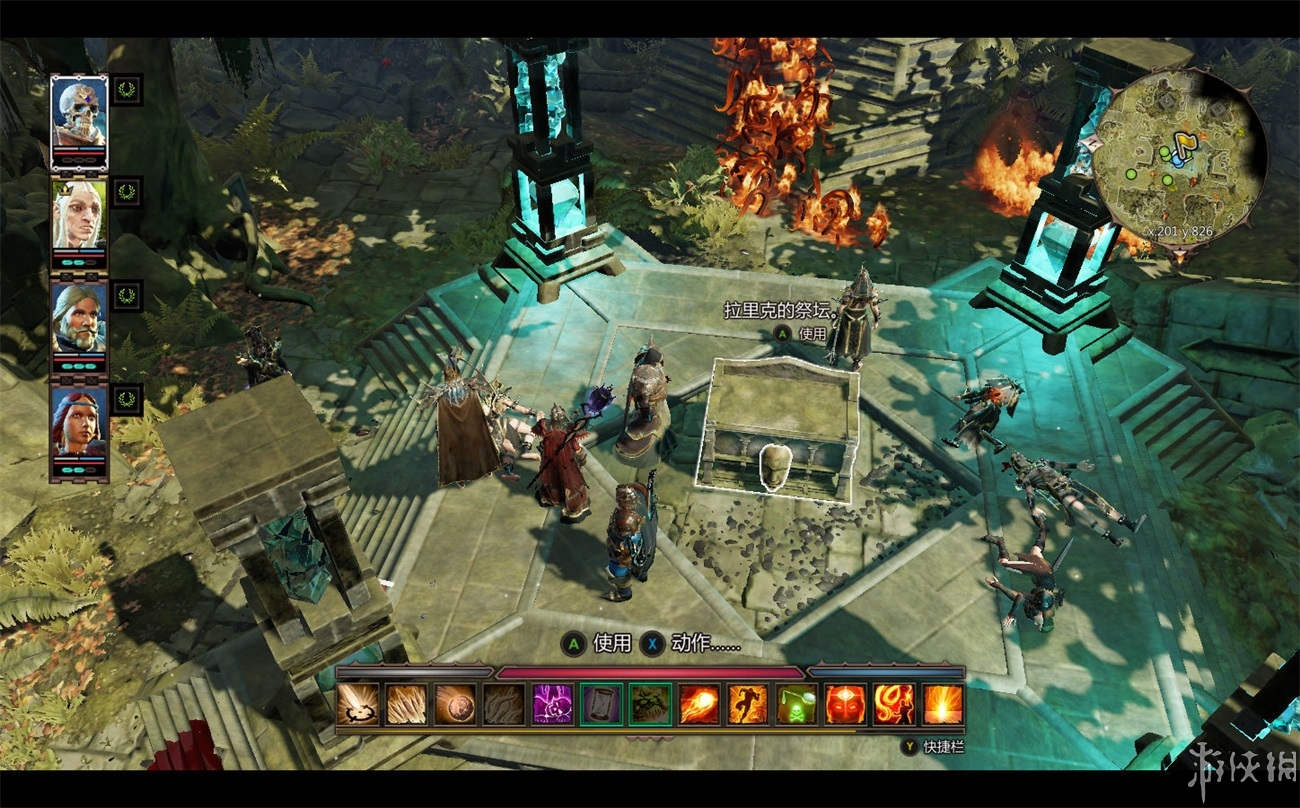 x:201 y:826
拉里克的祭坛。
A 使用
A 使用 X 动作......
Y 快捷栏
游侠网